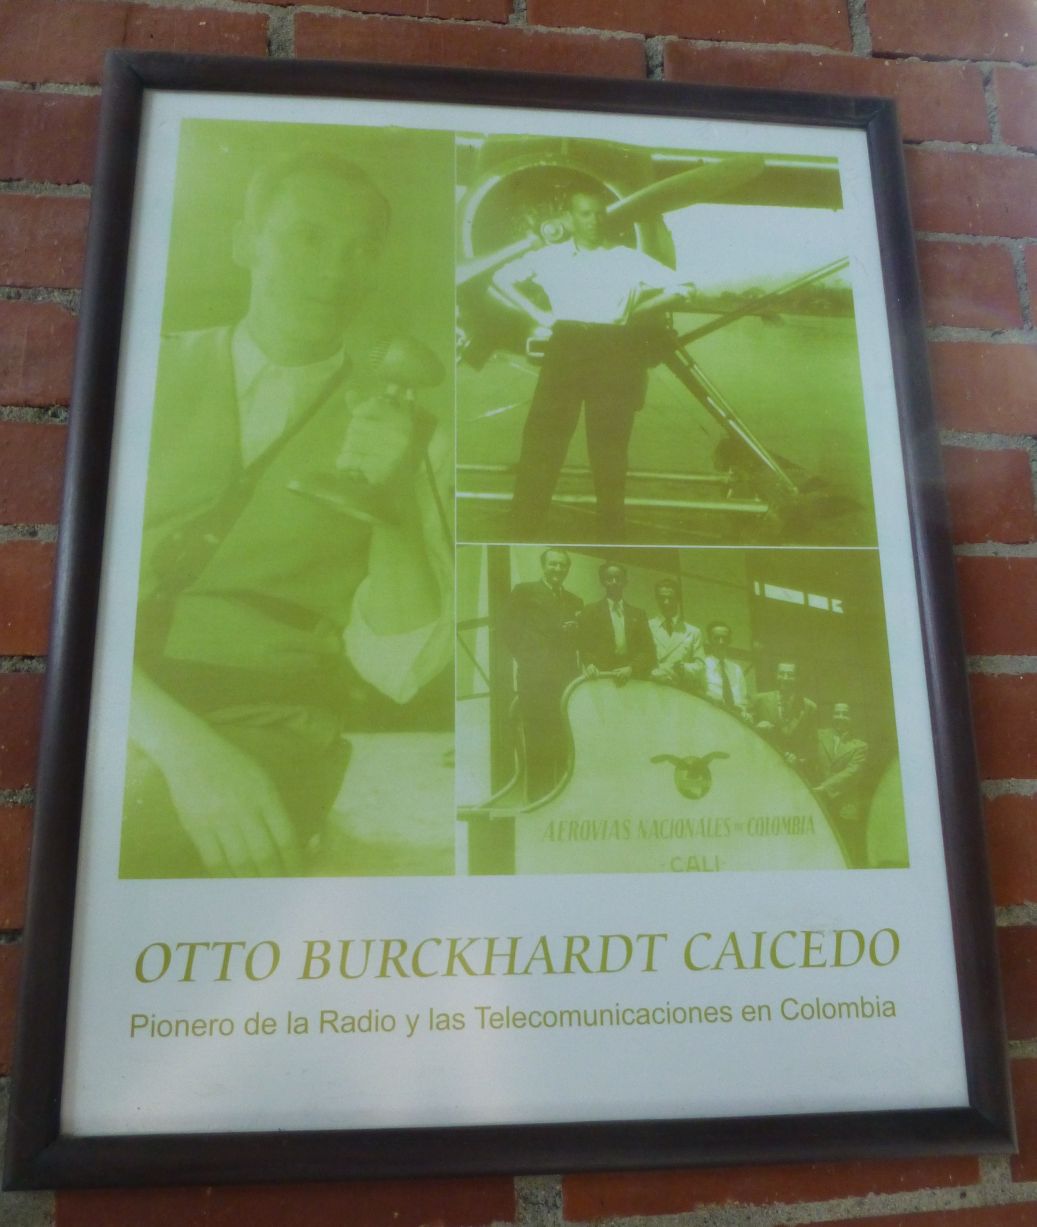 AEROVIAS NACIONALES DE COLOMBIA
CALI
OTTO BURCKHARDT CAICEDO
Pionero de la Radio y las Telecomunicaciones en Colombia